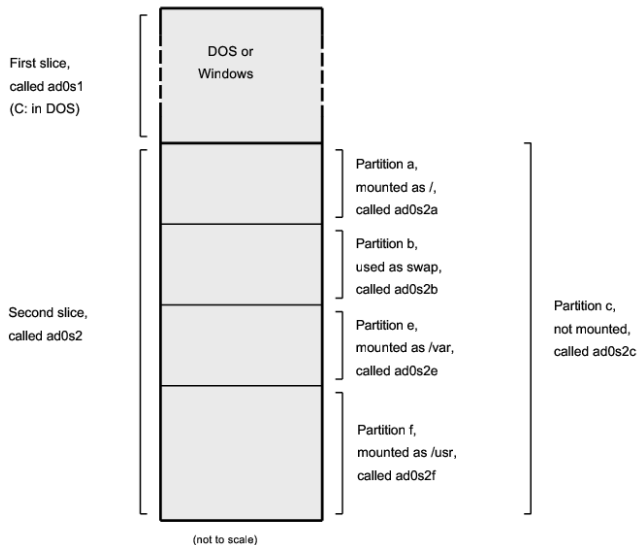 DOS or
Windows
First slice,
called ad0s1
(C: in DOS)
Partition a,
mounted as /,
called ad0s2a
Partition b,
used as swap,
called ad0s2b
Second slice,
called ad0s2
Partition c,
not mounted,
called ad0s2c
Partition e,
mounted as /var,
called ad0s2e
Partition f,
mounted as /usr,
called ad0s2f
(not to scale)